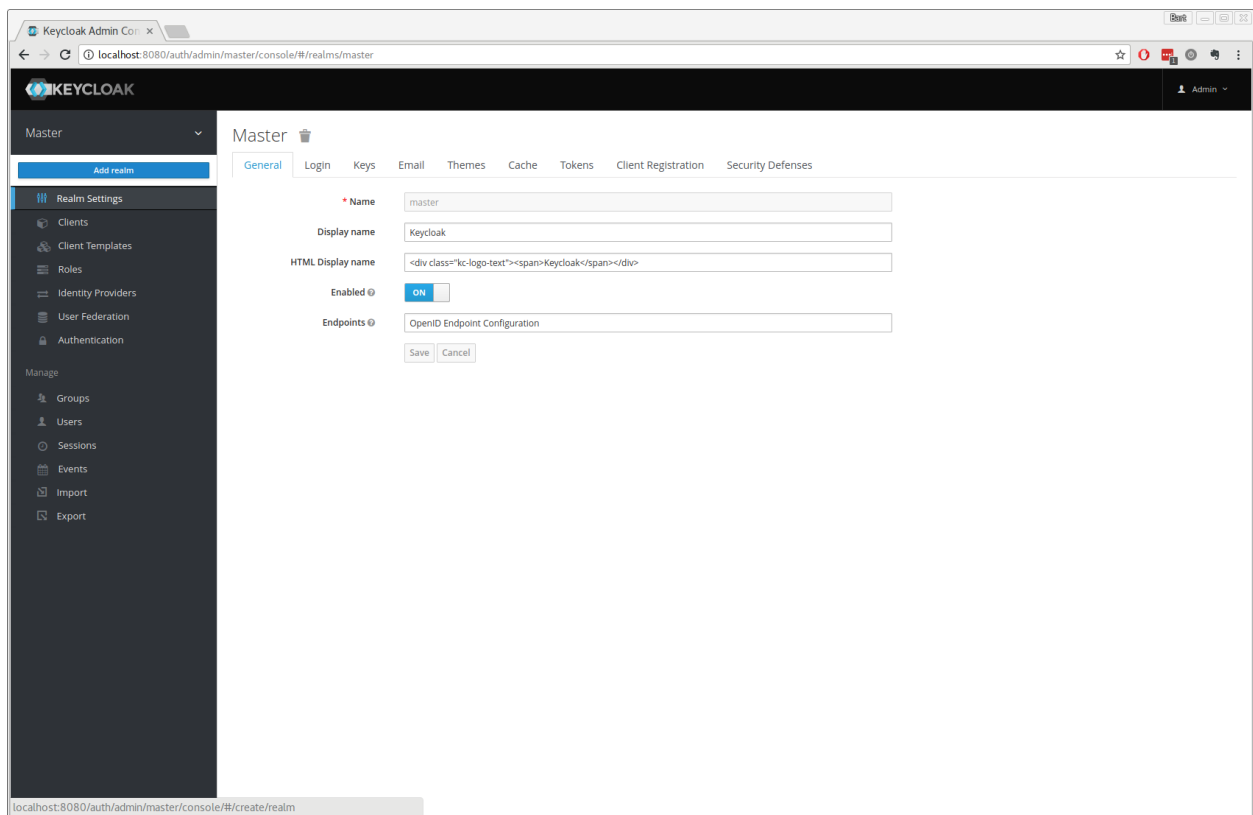 Keycloak Admin Con
Bart
localhost:8080/auth/admin/master/console/#/realms/master
1
KEYCLOAK
Admin
Master
Add realm
Realm Settings
Clients
Client Templates
Roles
Identity Providers
User Federation
Authentication
Manage
Groups
Users
Sessions
Events
Import
Export
Master
General Login Keys Email Themes Cache Tokens Client Registration Security Defenses
* Name master
Display name Keycloak
HTML Display name <div class="kc-logo-text"><span>Keycloak</span></div>
Enabled ON
Endpoints OpenID Endpoint Configuration
Save Cancel
localhost:8080/auth/admin/master/console/#/create/realm